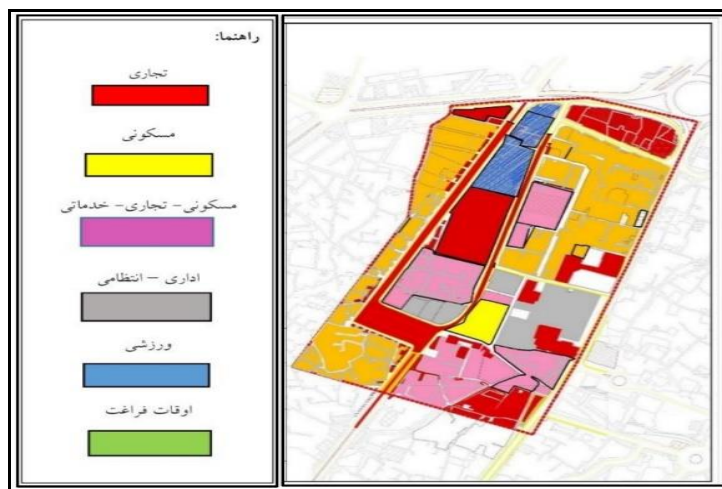 راهنما:
تجاری
مسکونی
مسکونی- تجاری- خدماتی
اداری – انتظامی
ورزشی
اوقات فراغت